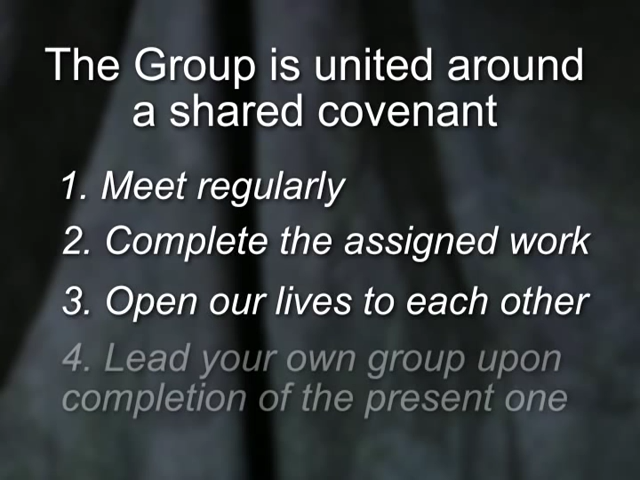 The Group is united around
a shared covenant
1. Meet regularly
2. Complete the assigned work
3. Open our lives to each other
4. Lead your own group upon
completion of the present one